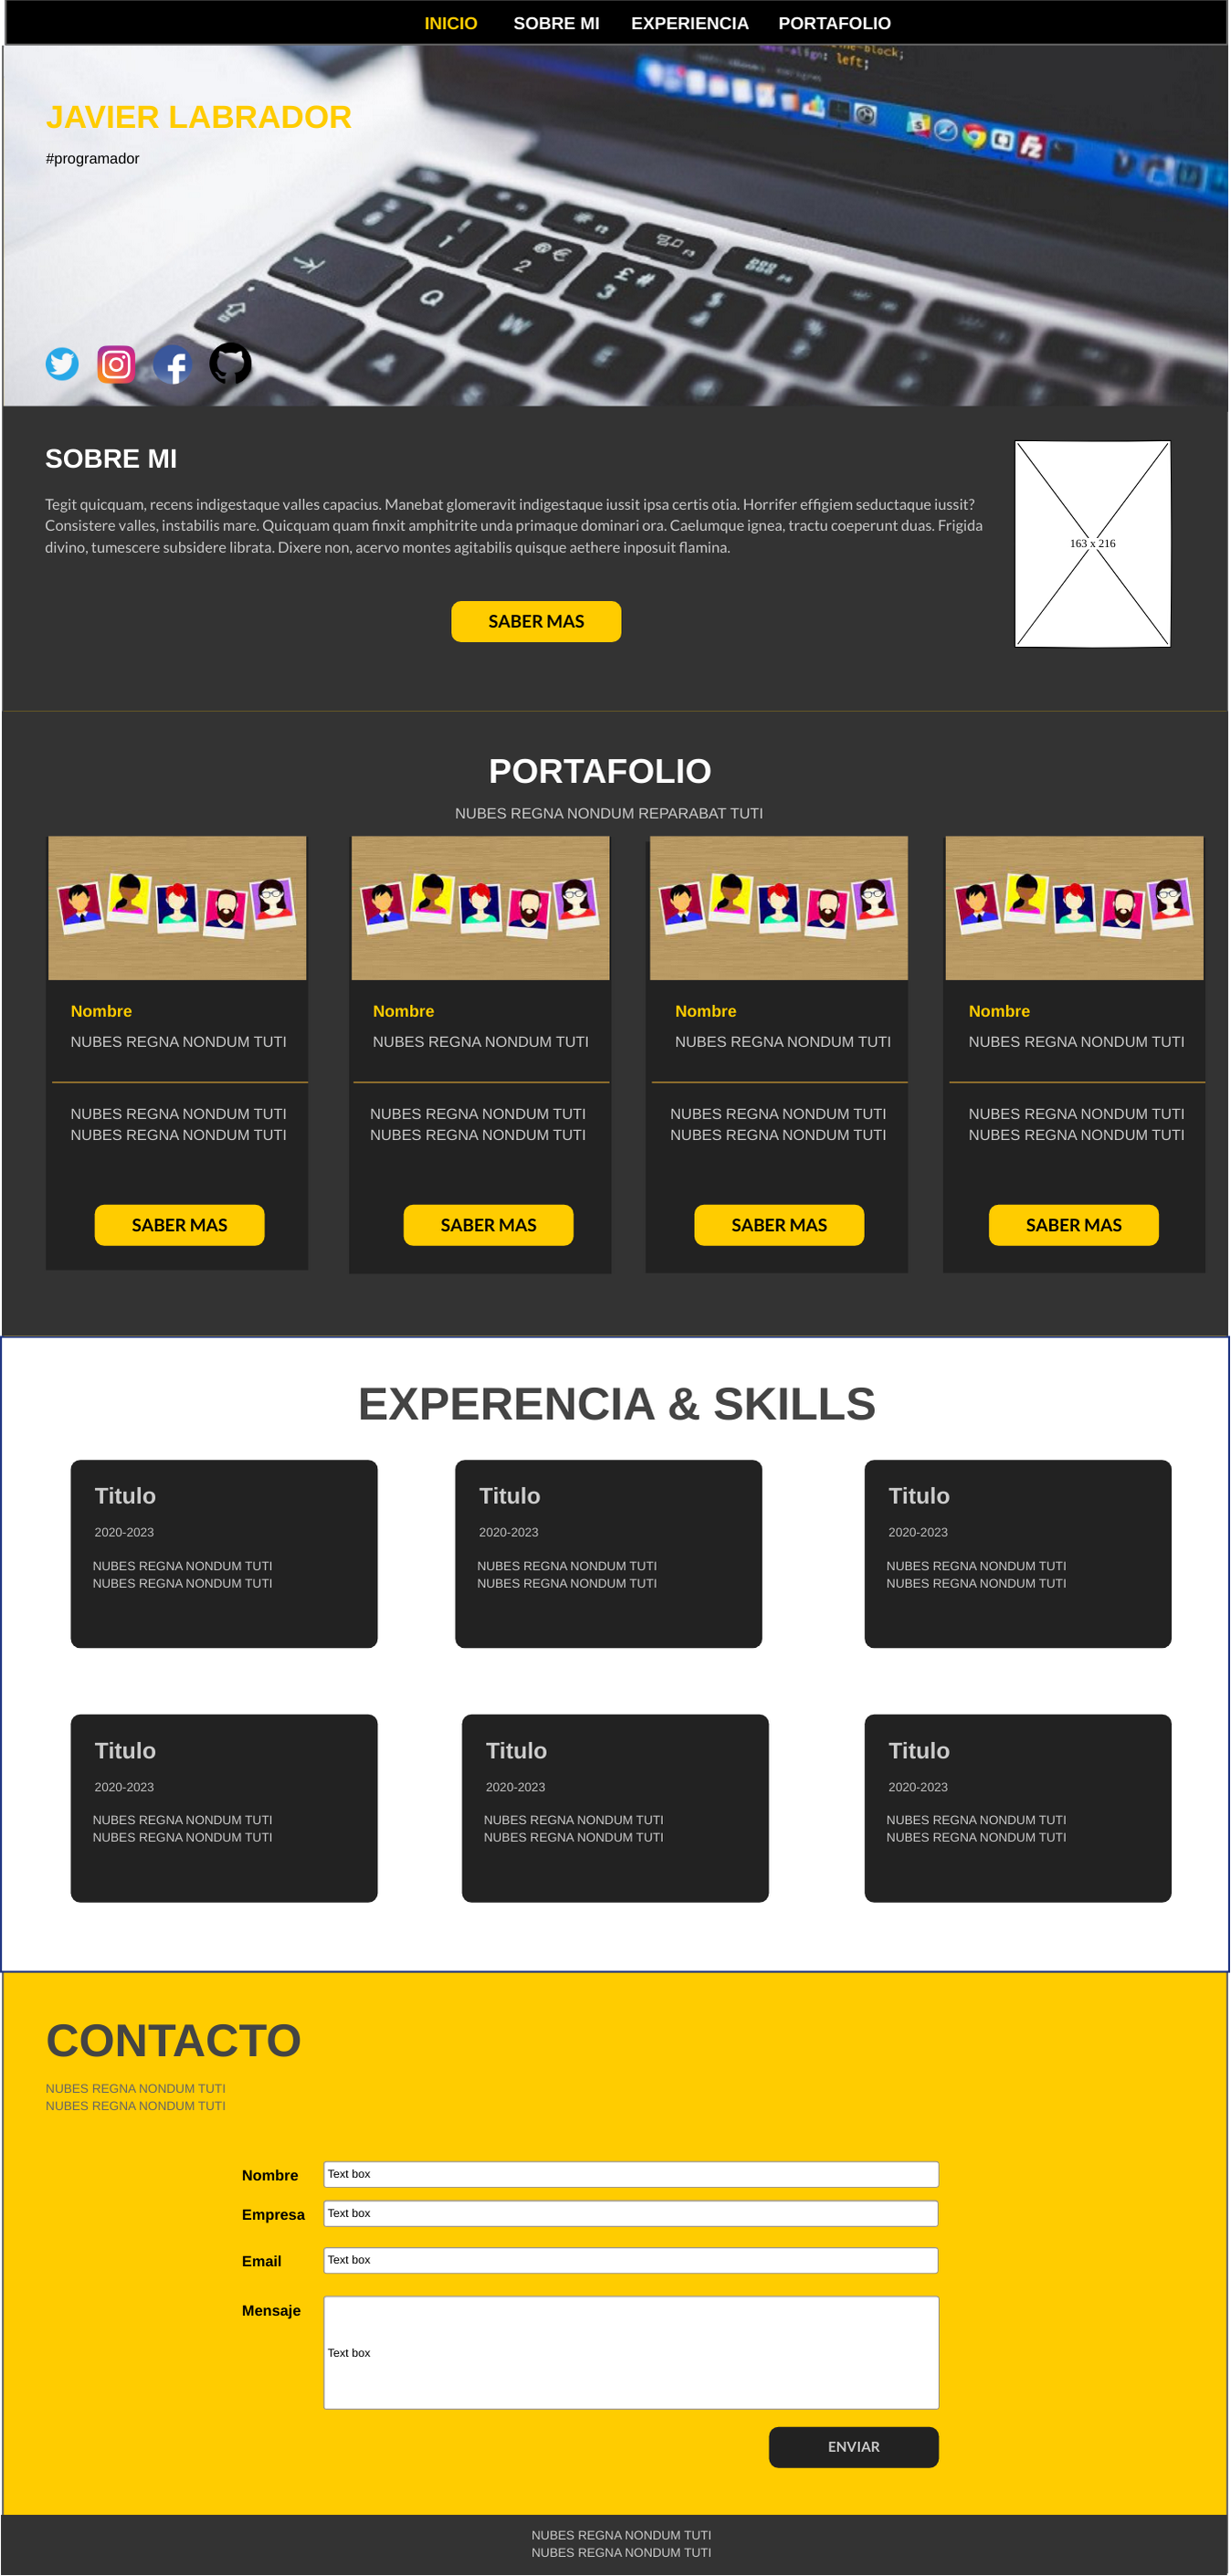 INICIO SOBRE MI EXPERIENCIA PORTAFOLIO
text-align: left;
JAVIER LABRADOR
#programador
SOBRE MI
Tegit quicquam, recens indigestaque valles capacius. Manebat glomeravit indigestaque iussit ipsa certis otia. Horrifer effigiem seductaque iussit?
Consistere valles, instabilis mare. Quicquam quam finxit amphitrite unda primaque dominari ora. Caelumque ignea, tractu coeperunt duas. Frigida
divino, tumescere subsidere librata. Dixere non, acervo montes agitabilis quisque aethere inposuit flamina.
163 x 216
SABER MAS
PORTAFOLIO
NUBES REGNA NONDUM REPARABAT TUTI
Nombre
NUBES REGNA NONDUM TUTI
NUBES REGNA NONDUM TUTI
NUBES REGNA NONDUM TUTI
SABER MAS
Nombre
NUBES REGNA NONDUM TUTI
NUBES REGNA NONDUM TUTI
NUBES REGNA NONDUM TUTI
SABER MAS
Nombre
NUBES REGNA NONDUM TUTI
NUBES REGNA NONDUM TUTI
NUBES REGNA NONDUM TUTI
SABER MAS
Nombre
NUBES REGNA NONDUM TUTI
NUBES REGNA NONDUM TUTI
NUBES REGNA NONDUM TUTI
SABER MAS
EXPERENCIA & SKILLS
Titulo
2020-2023
NUBES REGNA NONDUM TUTI
NUBES REGNA NONDUM TUTI
Titulo
2020-2023
NUBES REGNA NONDUM TUTI
NUBES REGNA NONDUM TUTI
Titulo
2020-2023
NUBES REGNA NONDUM TUTI
NUBES REGNA NONDUM TUTI
Titulo
2020-2023
NUBES REGNA NONDUM TUTI
NUBES REGNA NONDUM TUTI
Titulo
2020-2023
NUBES REGNA NONDUM TUTI
NUBES REGNA NONDUM TUTI
Titulo
2020-2023
NUBES REGNA NONDUM TUTI
NUBES REGNA NONDUM TUTI
CONTACTO
NUBES REGNA NONDUM TUTI
NUBES REGNA NONDUM TUTI
Nombre Text box
Empresa Text box
Email Text box
Mensaje
Text box
ENVIAR
NUBES REGNA NONDUM TUTI
NUBES REGNA NONDUM TUTI